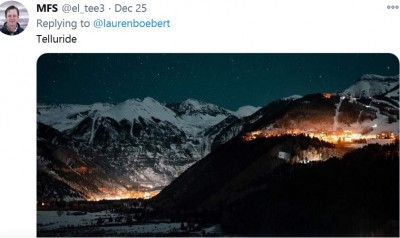 MFS @el_tee3 · Dec 25
Replying to @laurenboebert
Telluride